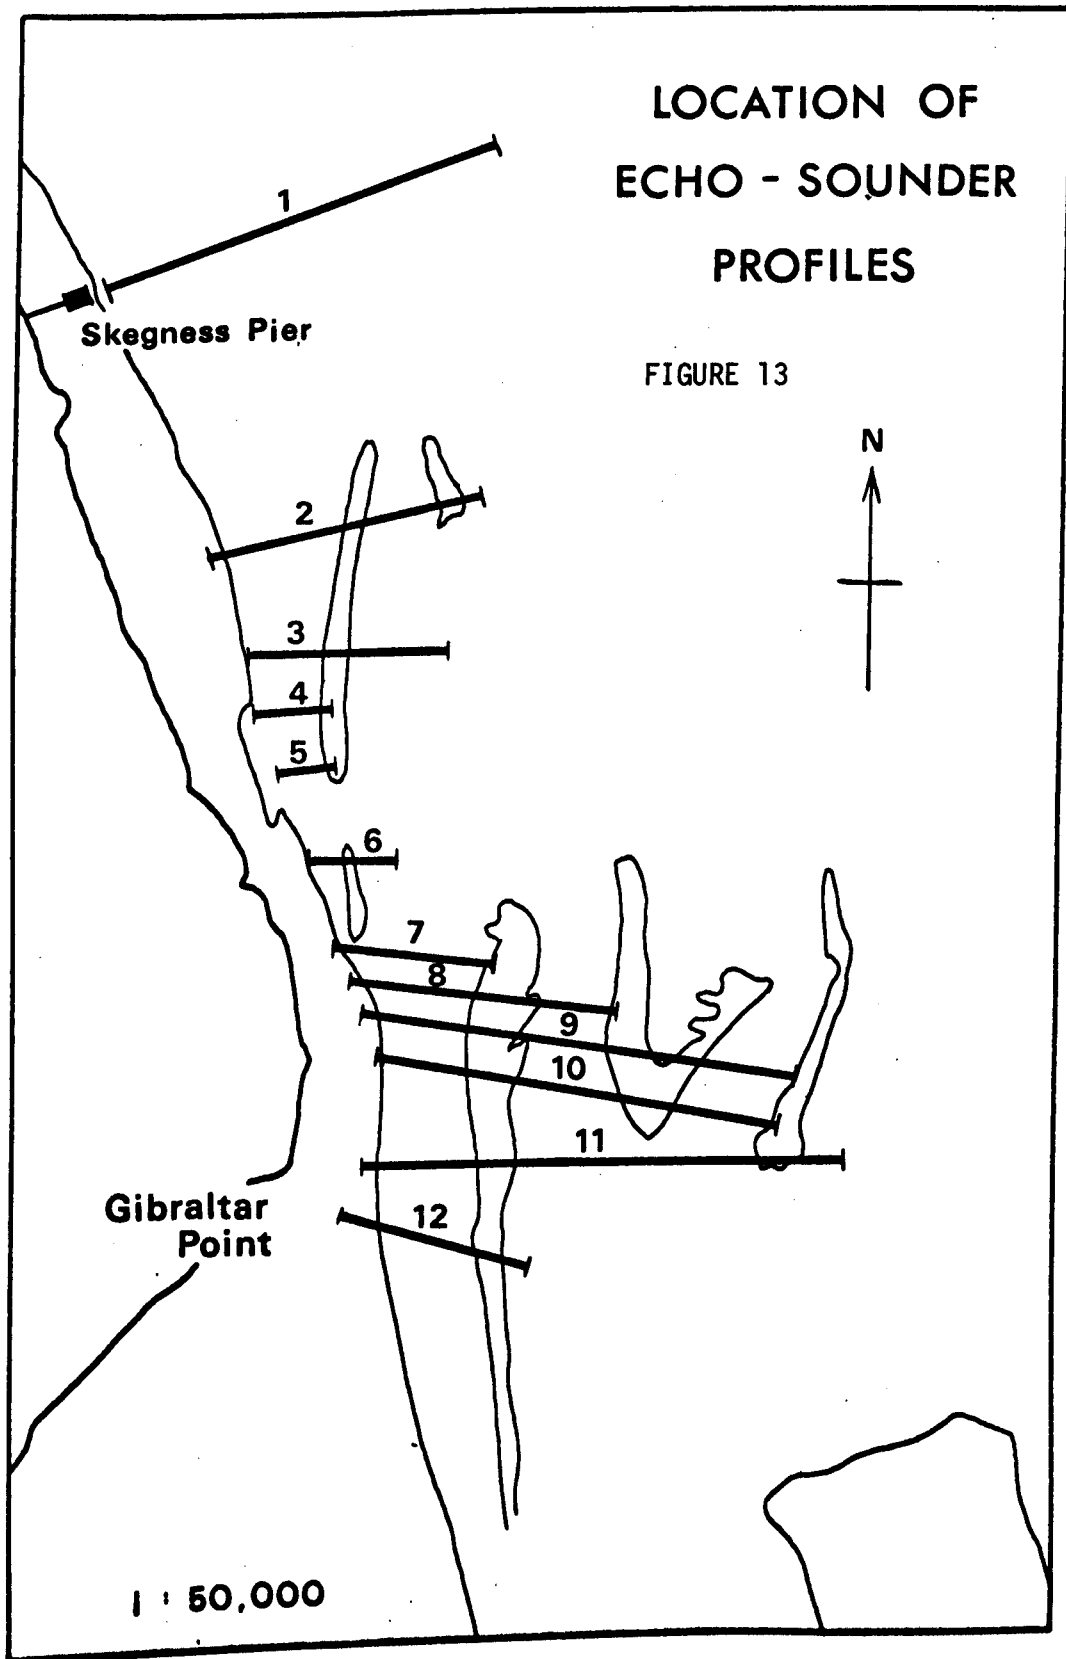 LOCATION OF
ECHO - SOUNDER
PROFILES
FIGURE 13
N
1
Skegness Pier
2
3
4
5
6
7
8
9
10
11
12
Gibraltar
Point
1 : 50,000